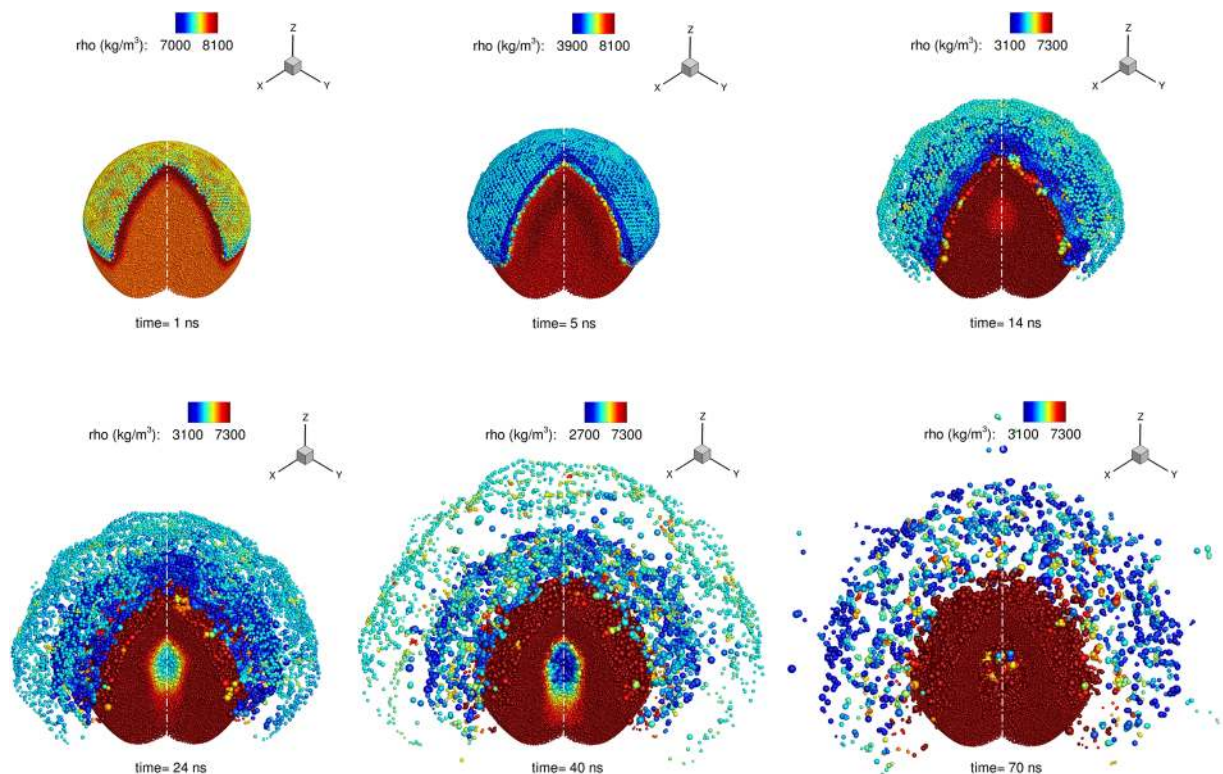 rho (kg/m³): 7000 8100
Z
X Y
time= 1 ns
rho (kg/m³): 3900 8100
Z
X Y
time= 5 ns
rho (kg/m³): 3100 7300
Z
X Y
time= 14 ns
rho (kg/m³): 3100 7300
Z
X Y
time= 24 ns
rho (kg/m³): 2700 7300
Z
X Y
time= 40 ns
rho (kg/m³): 3100 7300
Z
X Y
time= 70 ns